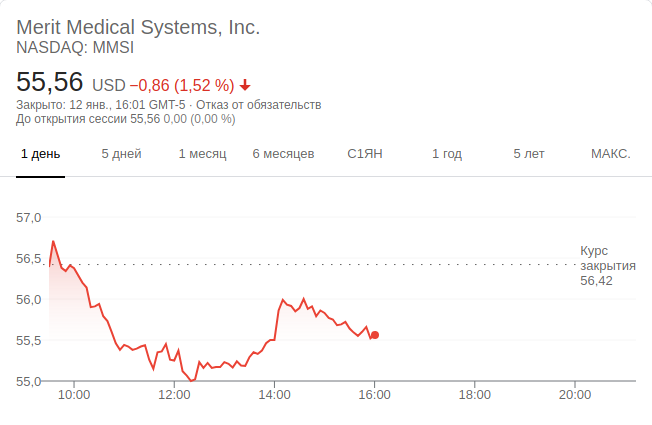 Merit Medical Systems, Inc.
NASDAQ: MMSI
55,56 USD −0,86 (1,52 %)
Закрыто: 12 янв., 16:01 GMT-5 · Отказ от обязательств
До открытия сессии 55,56 0,00 (0,00 %)
1 день 5 дней 1 месяц 6 месяцев С1ЯН 1 год 5 лет МАКС.
57,0
56,5
56,0
55,5
55,0
Курс
закрытия
56,42
10:00 12:00 14:00 16:00 18:00 20:00